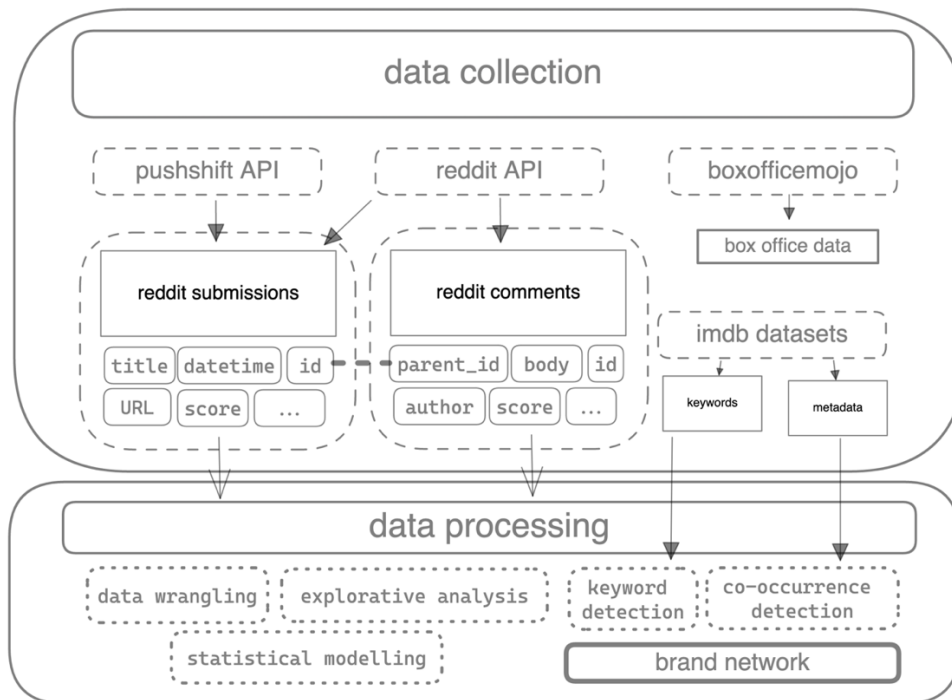 data collection
pushshift API
reddit API
boxofficemojo
box office data
reddit submissions
reddit comments
imdb datasets
title datetime id
parent_id body id
URL score ...
author score ...
keywords
metadata
data processing
data wrangling
explorative analysis
statistical modelling
keyword
detection
co-occurrence
detection
brand network